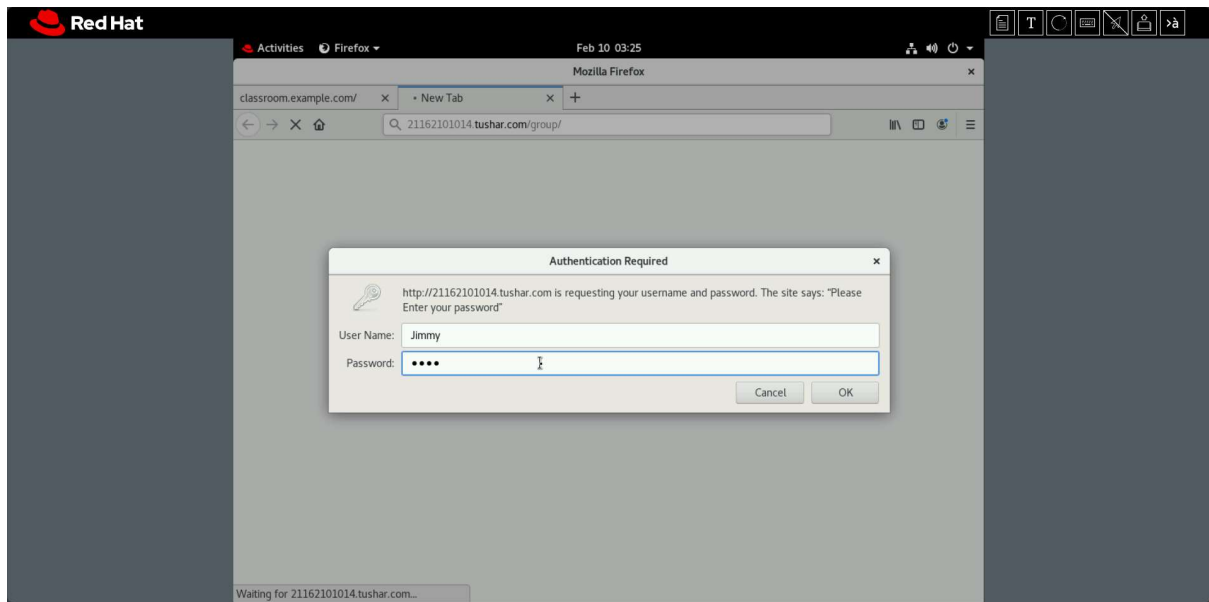 Red Hat
T
>à
Activities Firefox Feb 10 03:25
Mozilla Firefox
classroom.example.com/ • New Tab
21162101014.tushar.com/group/
Authentication Required
http://21162101014.tushar.com is requesting your username and password. The site says: “Please
Enter your password”
User Name: Jimmy
Password: ••••
Cancel OK
Waiting for 21162101014.tushar.com...